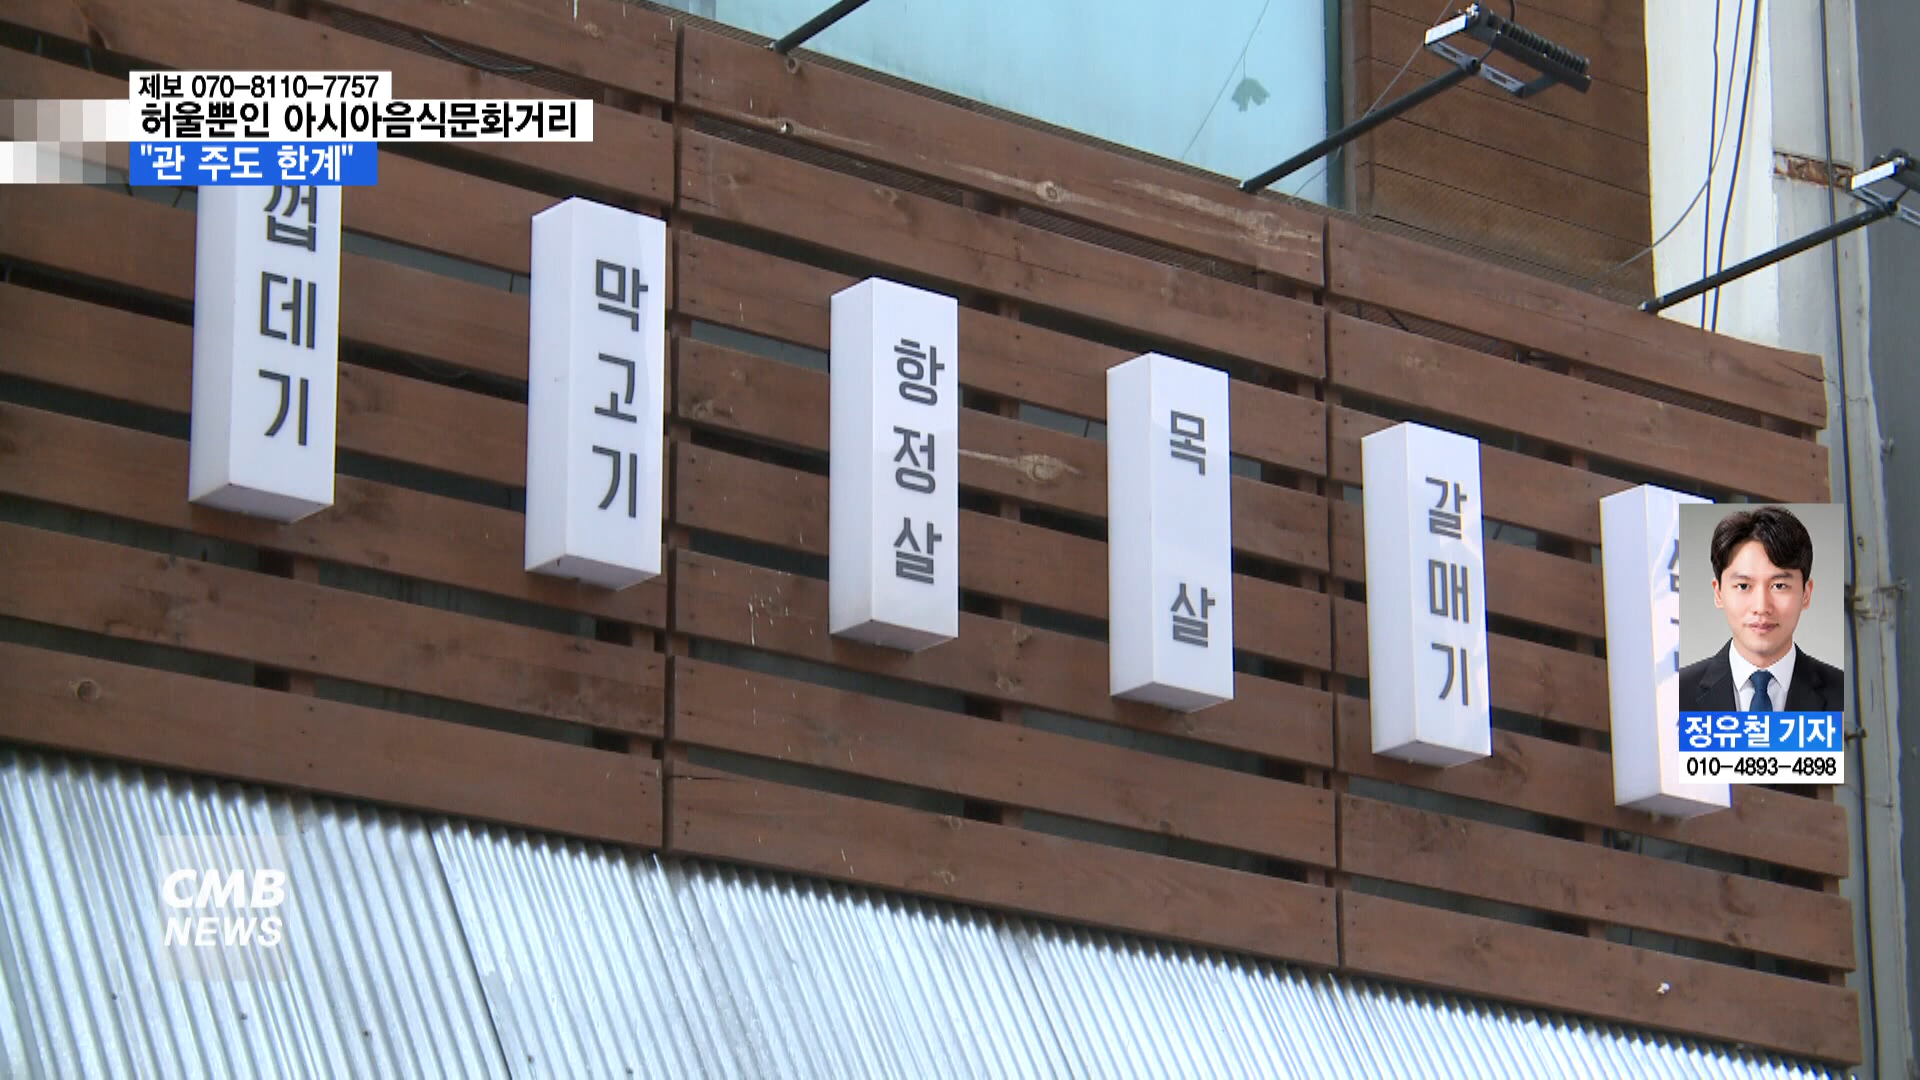 제보 070-8110-7757
허울뿐인 아시아음식문화거리
"관 주도 한계"
껍데기
막고기
항정살
목살
갈매기
정유철 기자
010-4893-4898
CMB
NEWS